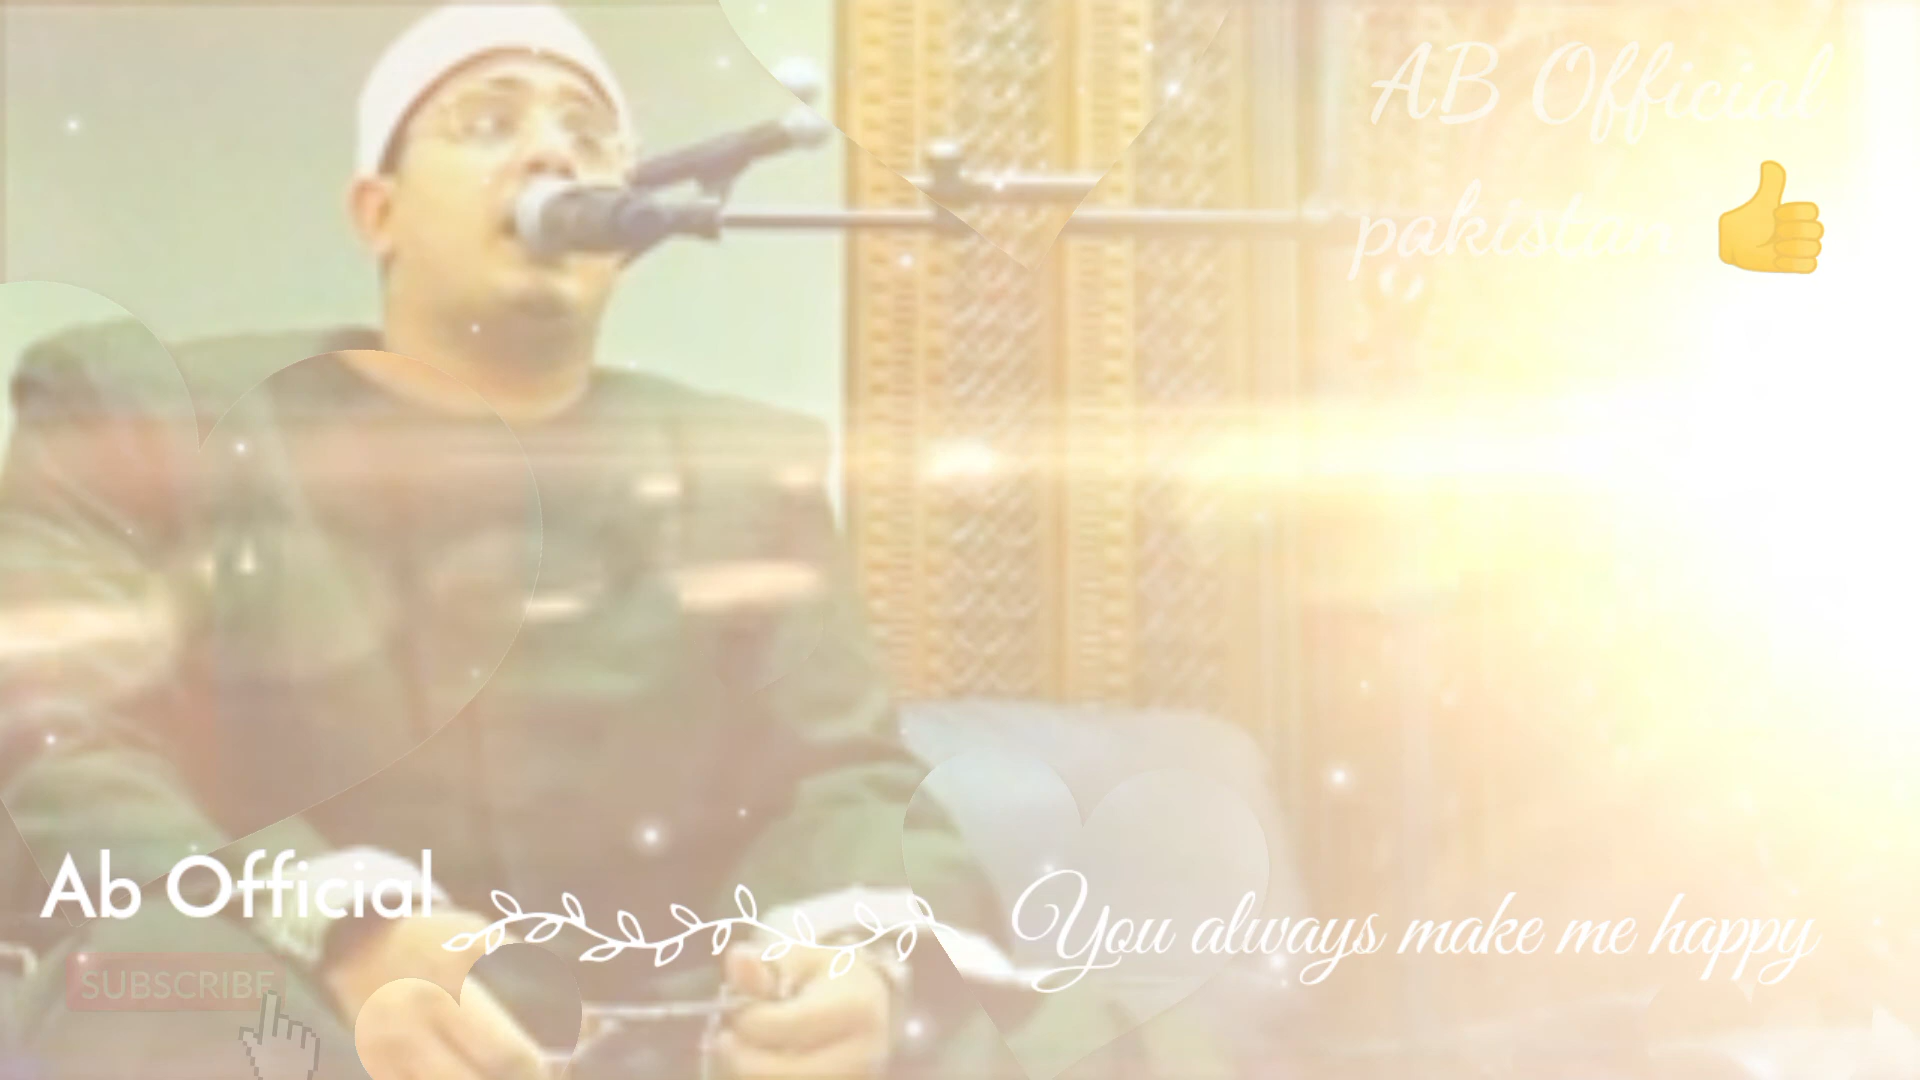 AB Official
pakistan 👍
Ab Official
You always make me happy
SUBSCRIBE